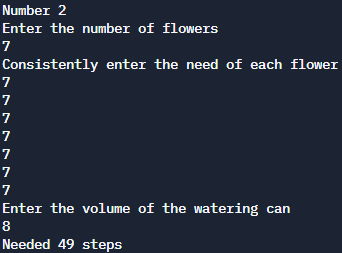 Number 2
Enter the number of flowers
7
Consistently enter the need of each flower
7
7
7
7
7
7
7
Enter the volume of the watering can
8
Needed 49 steps